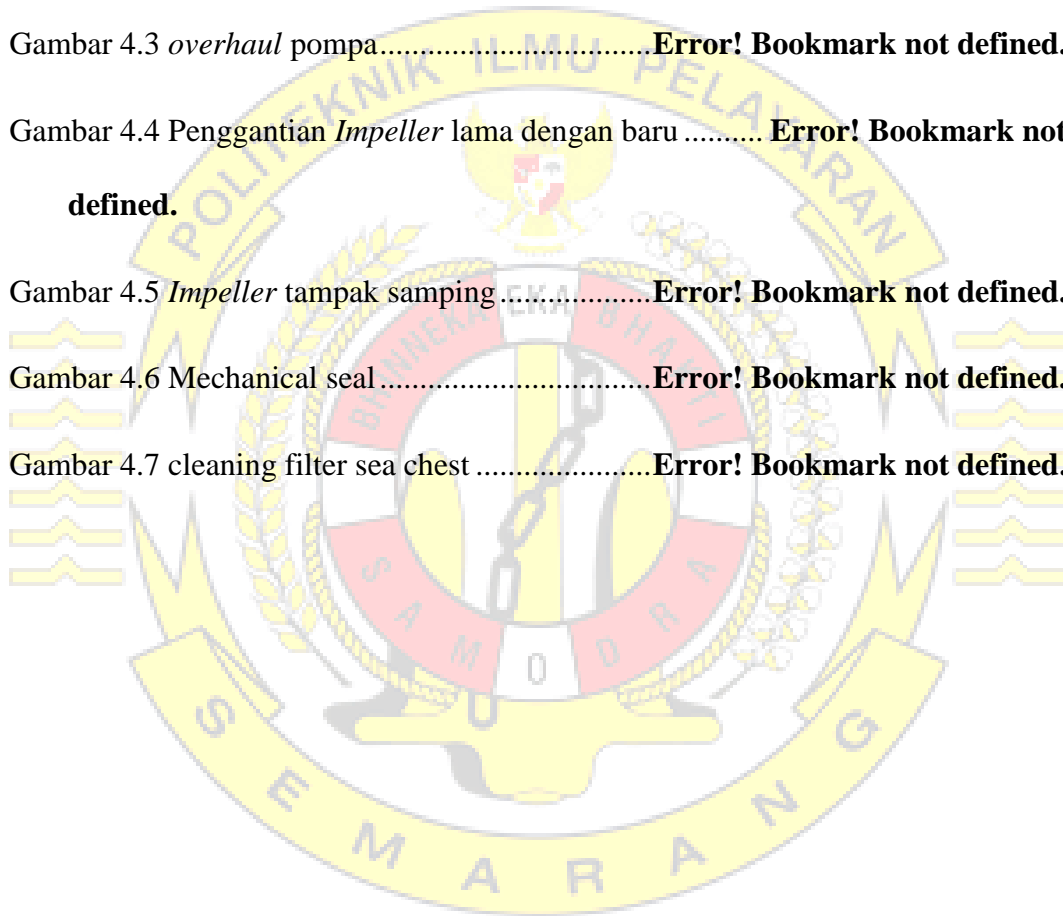 Gambar 4.3 overhaul pompa................................Error! Bookmark not defined.
POLITEKNIK ILMU PELAYARAN
Gambar 4.4 Penggantian Impeller lama dengan baru .......... Error! Bookmark not
defined.
Gambar 4.5 Impeller tampak samping ..................Error! Bookmark not defined.
BHINNEKA EKA BHAKTI
Gambar 4.6 Mechanical seal................................Error! Bookmark not defined.
Gambar 4.7 cleaning filter sea chest .....................Error! Bookmark not defined.
SAMODRA
SEMARANG